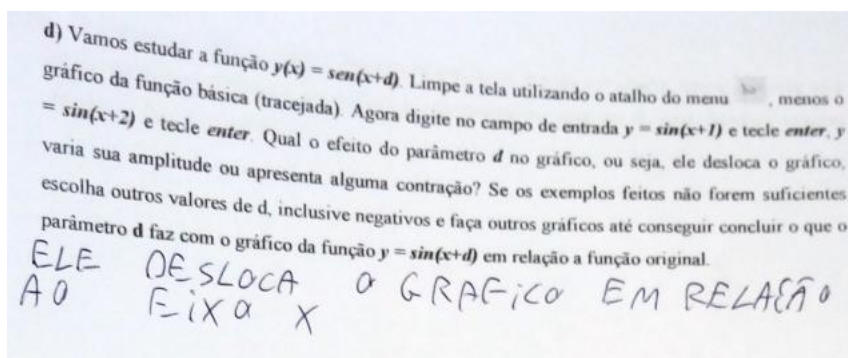 d) Vamos estudar a função y(x) = sen(x+d). Limpe a tela utilizando o atalho do menu , menos o
gráfico da função básica (tracejada). Agora digite no campo de entrada y = sin(x+1) e tecle enter, y
= sin(x+2) e tecle enter. Qual o efeito do parâmetro d no gráfico, ou seja, ele desloca o gráfico,
varia sua amplitude ou apresenta alguma contração? Se os exemplos feitos não forem suficientes
escolha outros valores de d, inclusive negativos e faça outros gráficos até conseguir concluir o que o
parâmetro d faz com o gráfico da função y = sin(x+d) em relação a função original.
ELE DESLOCA O GRAFICO EM RELAÇÃO
AO EIXO X